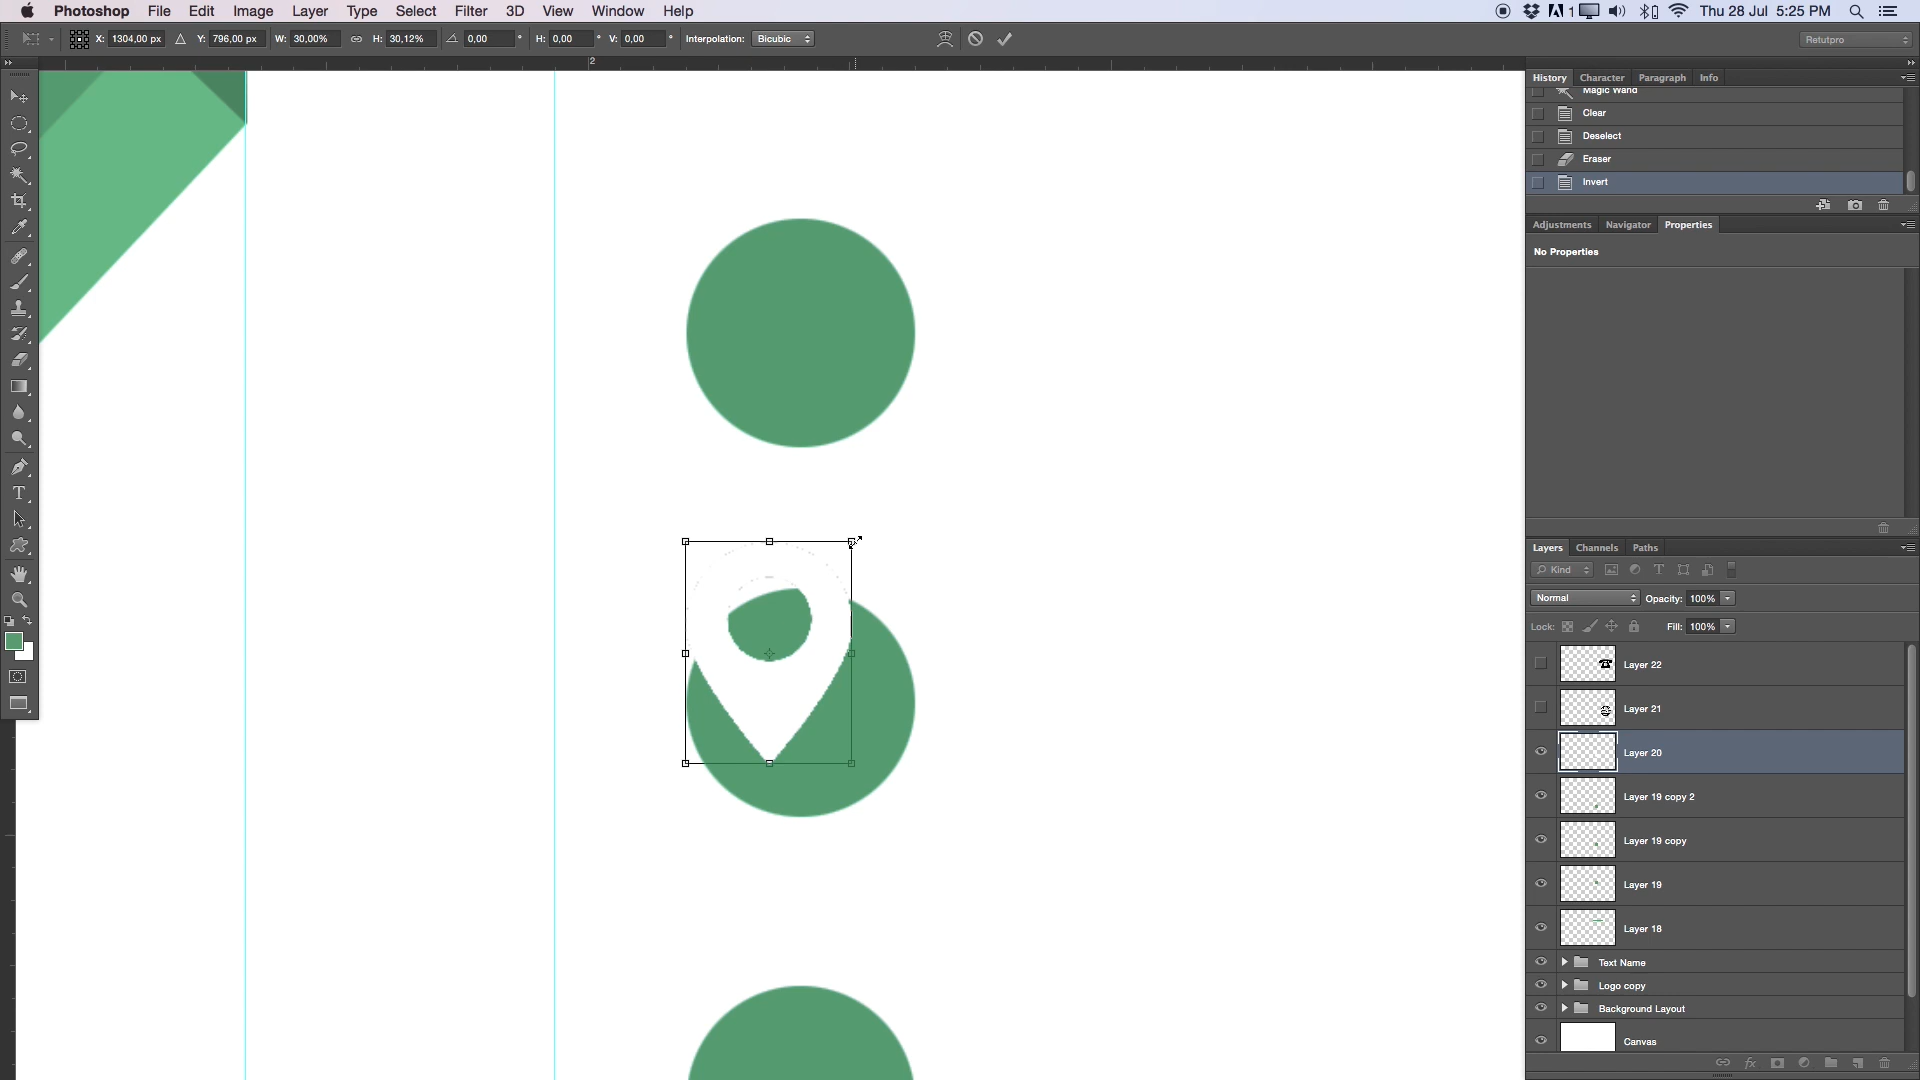 Photoshop File Edit Image Layer Type Select Filter 3D View Window Help
1 Thu 28 Jul 5:25 PM
X: 1304,00 px Y: 796,00 px W: 30,00% H: 30,12% 0,00 ° H: 0,00 ° V: 0,00 ° Interpolation: Bicubic
Retutpro
2
History Character Paragraph Info
Magic Wand
Clear
Deselect
Eraser
Invert
Adjustments Navigator Properties
No Properties
Layers Channels Paths
Kind
Normal Opacity: 100%
Lock: Fill: 100%
Layer 22
Layer 21
Layer 20
Layer 19 copy 2
Layer 19 copy
Layer 19
Layer 18
Text Name
Logo copy
Background Layout
Canvas